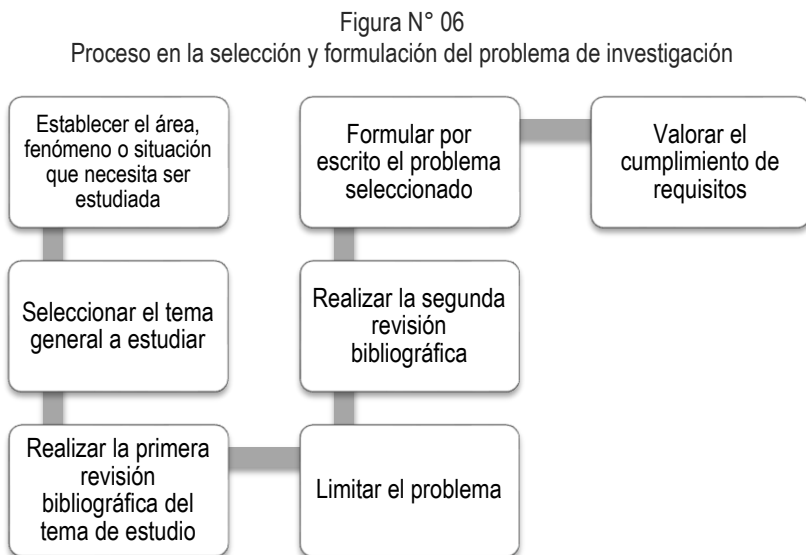 Figura N° 06
Proceso en la selección y formulación del problema de investigación
Establecer el área,
fenómeno o situación
que necesita ser
estudiada
Seleccionar el tema
general a estudiar
Realizar la primera
revisión
bibliográfica del
tema de estudio
Limitar el problema
Realizar la segunda
revisión
bibliográfica
Formular por
escrito el problema
seleccionado
Valorar el
cumplimiento de
requisitos